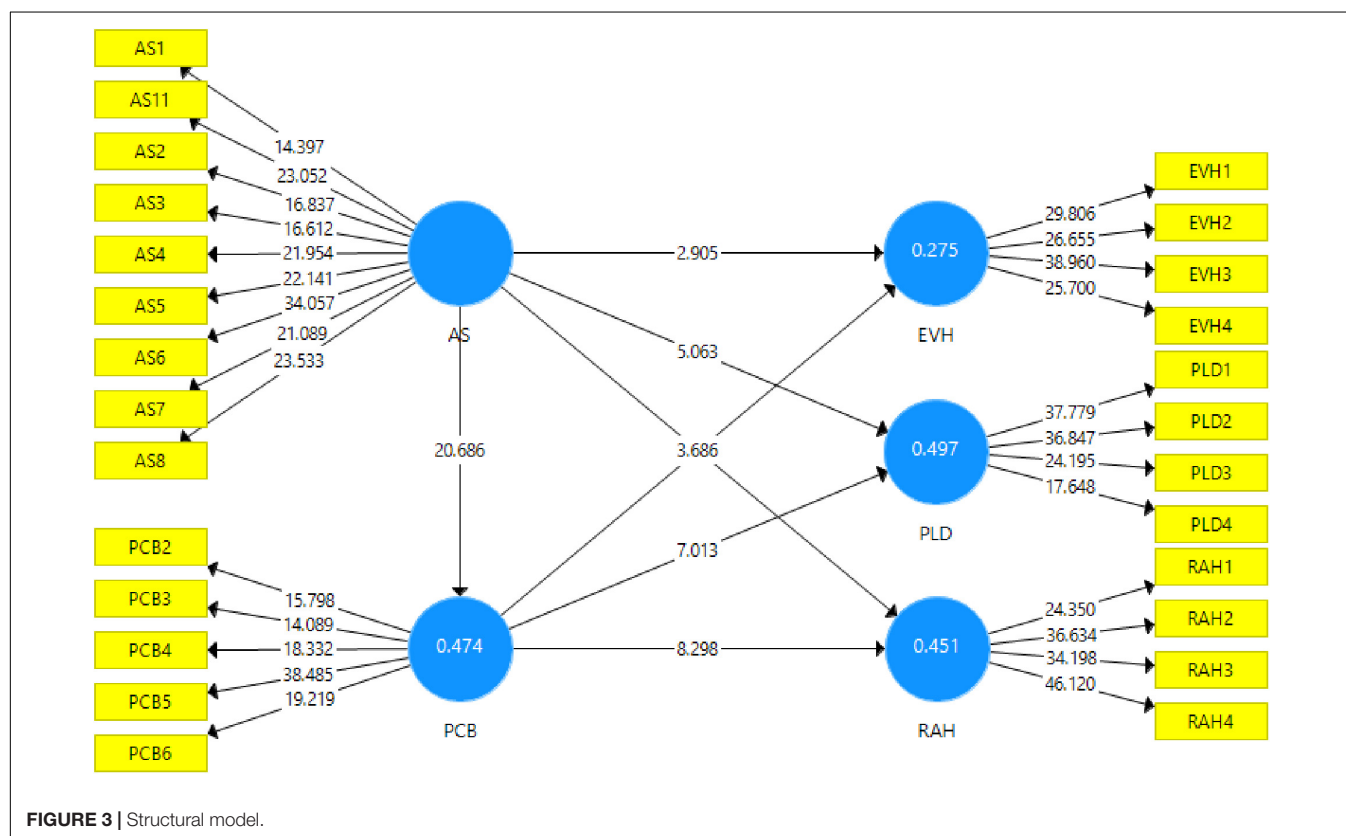 AS1
AS11
AS2
AS3
AS4
AS5
AS6
AS7
AS8
14.397
23.052
16.837
16.612
21.954
22.141
34.057
21.089
23.533
AS
20.686
2.905
5.063
3.686
7.013
8.298
PCB2
PCB3
PCB4
PCB5
PCB6
15.798
14.089
18.332
38.485
19.219
0.474
PCB
0.275
EVH
29.806
26.655
38.960
25.700
EVH1
EVH2
EVH3
EVH4
0.497
PLD
37.779
36.847
24.195
17.648
PLD1
PLD2
PLD3
PLD4
0.451
RAH
24.350
36.634
34.198
46.120
RAH1
RAH2
RAH3
RAH4
FIGURE 3 | Structural model.